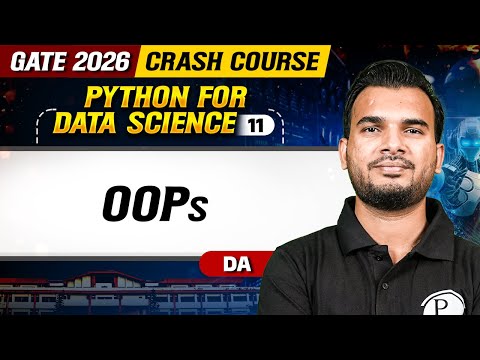 GATE 2026 CRASH COURSE
PYTHON FOR
DATA SCIENCE 11
OOPs
DA
P